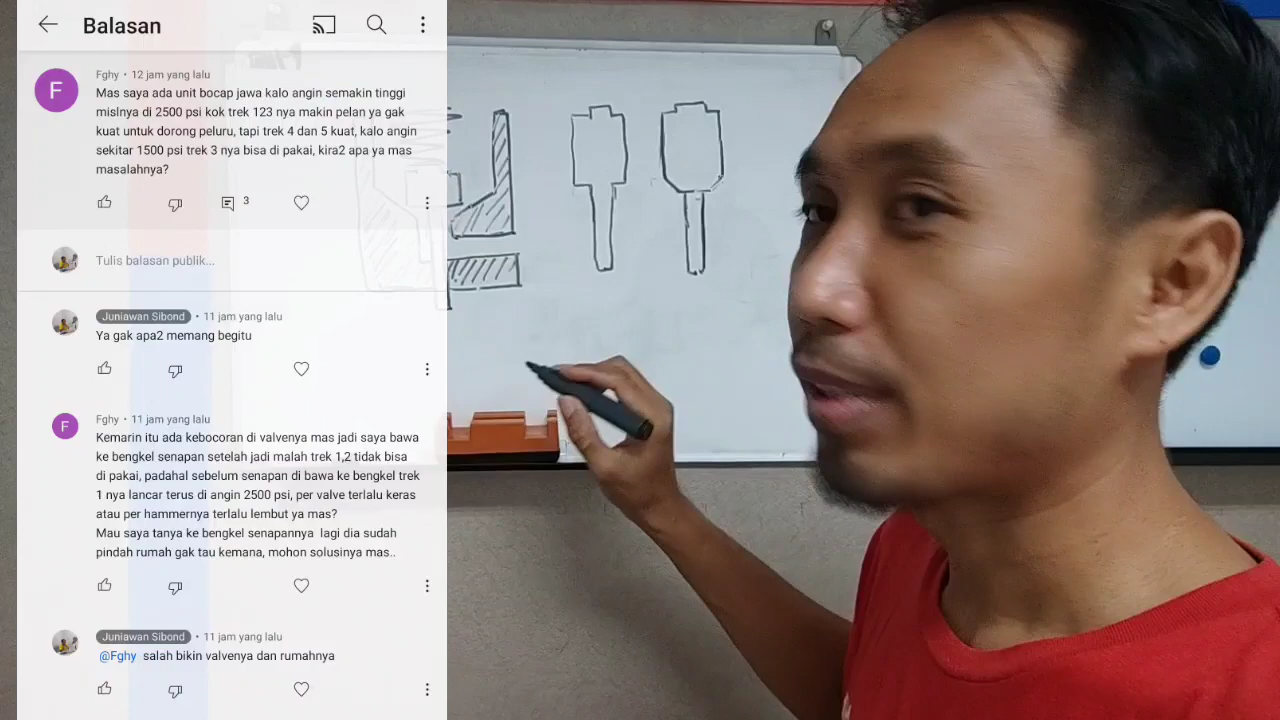 Balasan
F
Fghy • 12 jam yang lalu
Mas saya ada unit bocap jawa kalo angin semakin tinggi
mislnya di 2500 psi kok trek 123 nya makin pelan ya gak
kuat untuk dorong peluru, tapi trek 4 dan 5 kuat, kalo angin
sekitar 1500 psi trek 3 nya bisa di pakai, kira2 apa ya mas
masalahnya?
3
Tulis balasan publik...
Juniawan Sibond • 11 jam yang lalu
Ya gak apa2 memang begitu
F
Fghy • 11 jam yang lalu
Kemarin itu ada kebocoran di valvenya mas jadi saya bawa
ke bengkel senapan setelah jadi malah trek 1,2 tidak bisa
di pakai, padahal sebelum senapan di bawa ke bengkel trek
1 nya lancar terus di angin 2500 psi, per valve terlalu keras
atau per hammernya terlalu lembut ya mas?
Mau saya tanya ke bengkel senapannya lagi dia sudah
pindah rumah gak tau kemana, mohon solusinya mas..
Juniawan Sibond • 11 jam yang lalu
@Fghy salah bikin valvenya dan rumahnya